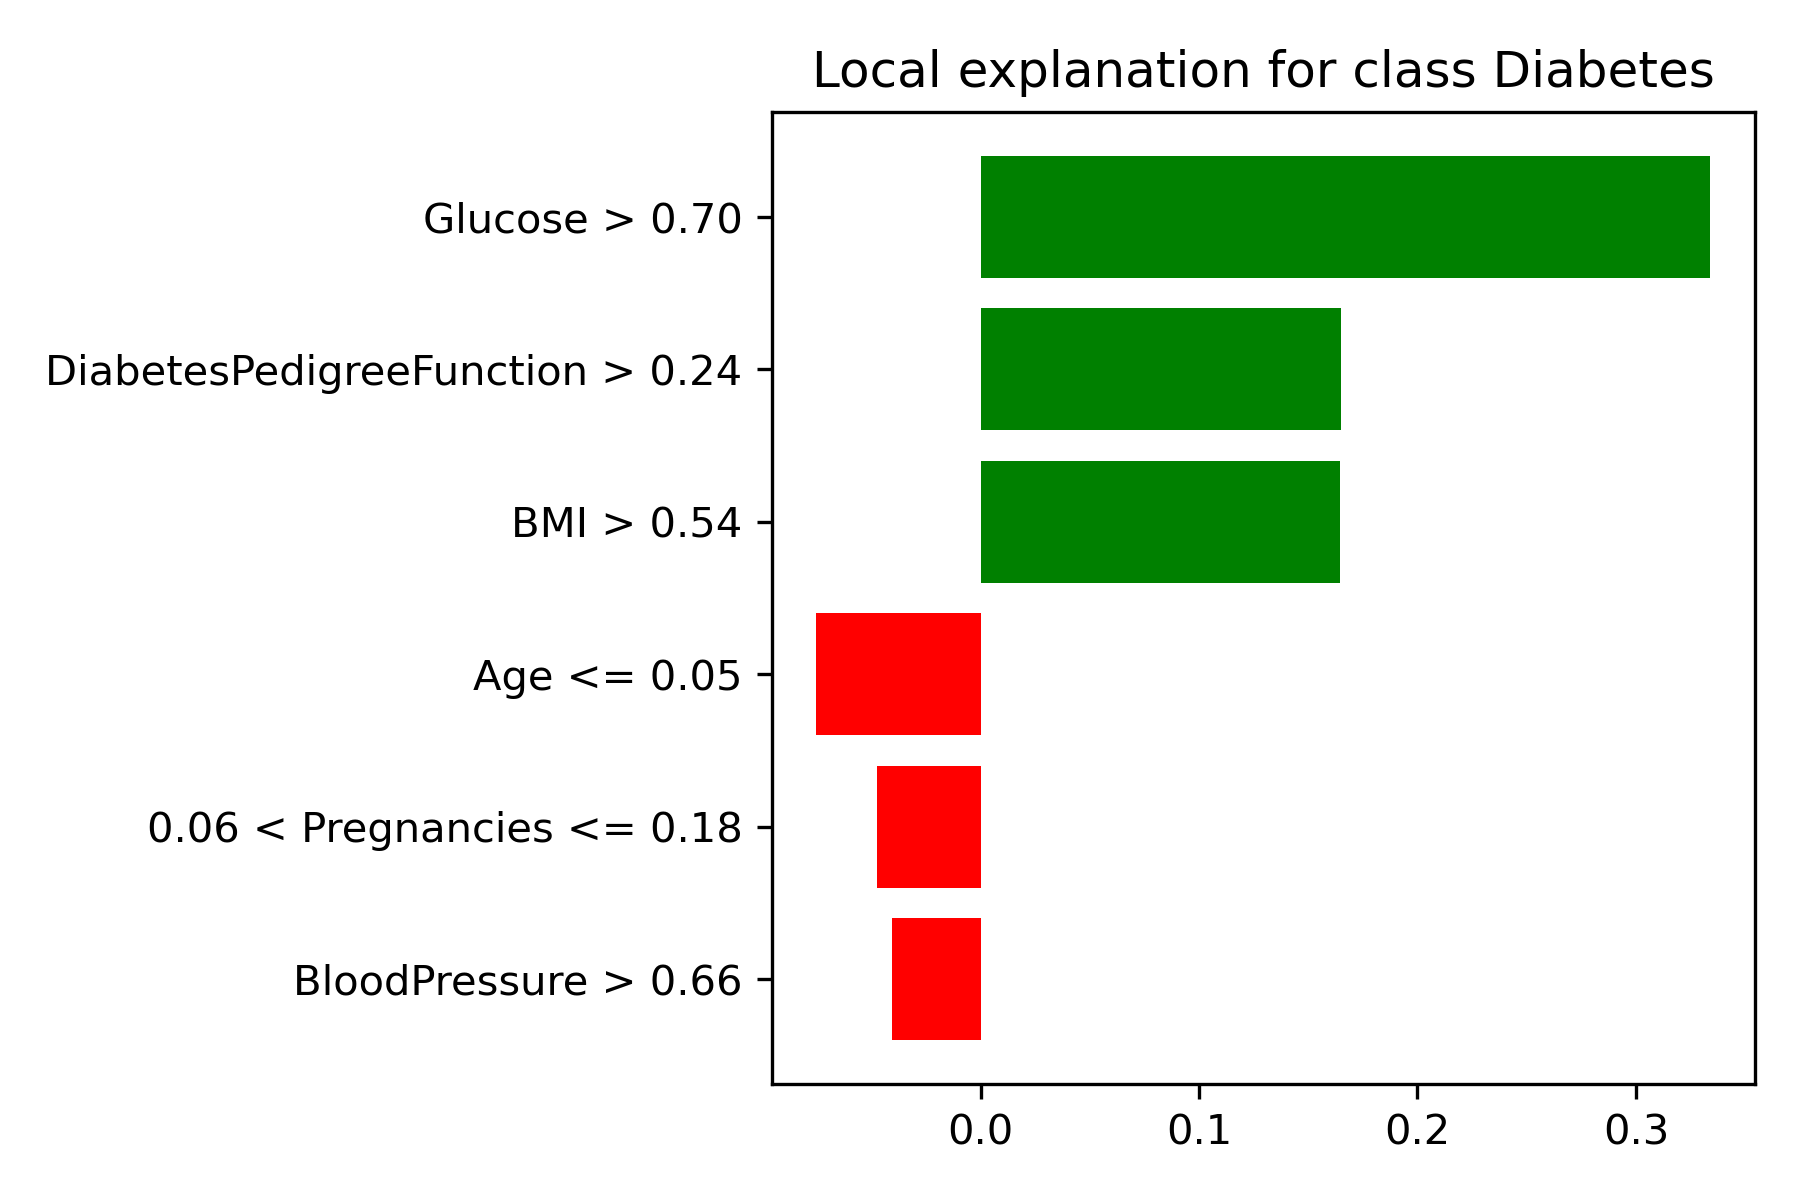 Local explanation for class Diabetes
Glucose > 0.70
DiabetesPedigreeFunction > 0.24
BMI > 0.54
Age <= 0.05
0.06 < Pregnancies <= 0.18
BloodPressure > 0.66
0.0 0.1 0.2 0.3